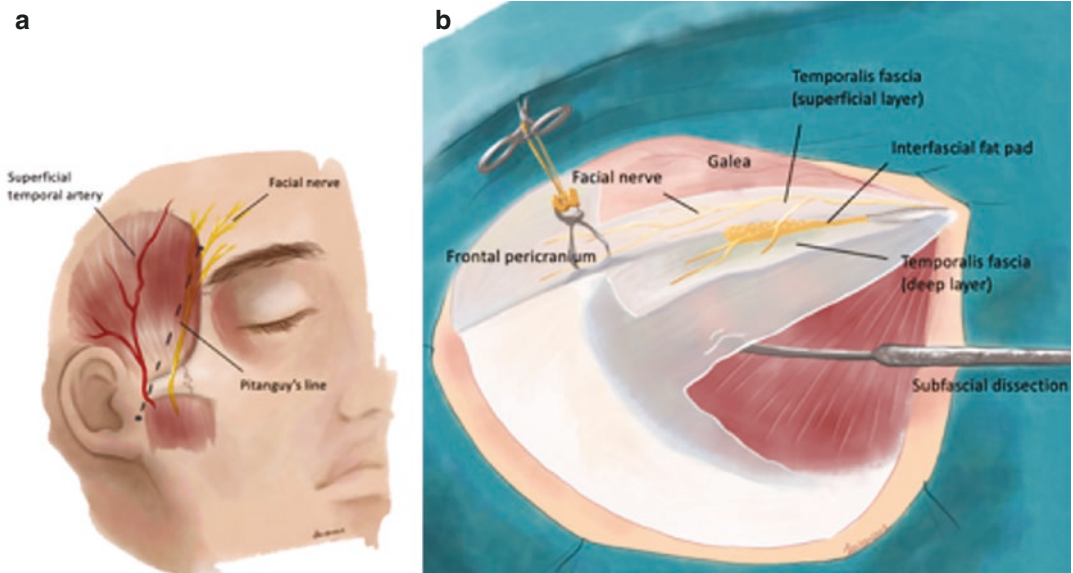 a
Superficial
temporal artery
Facial nerve
Pitanguy's line
b
Temporalis fascia
(superficial layer)
Interfascial fat pad
Galea
Facial nerve
Frontal pericranium
Temporalis fascia
(deep layer)
Subfascial dissection